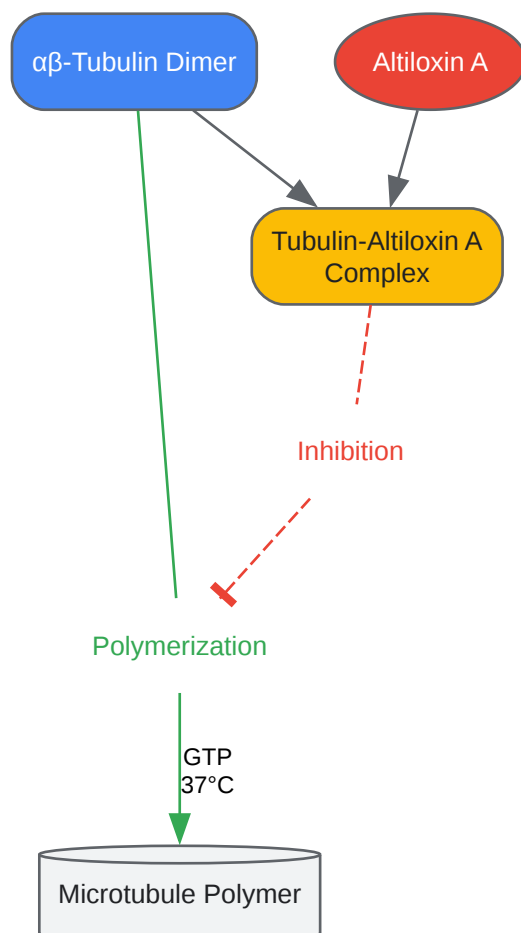 αβ-Tubulin Dimer
Altiloxin A
Tubulin-Altiloxin A
Complex
Inhibition
Polymerization
GTP
37°C
Microtubule Polymer